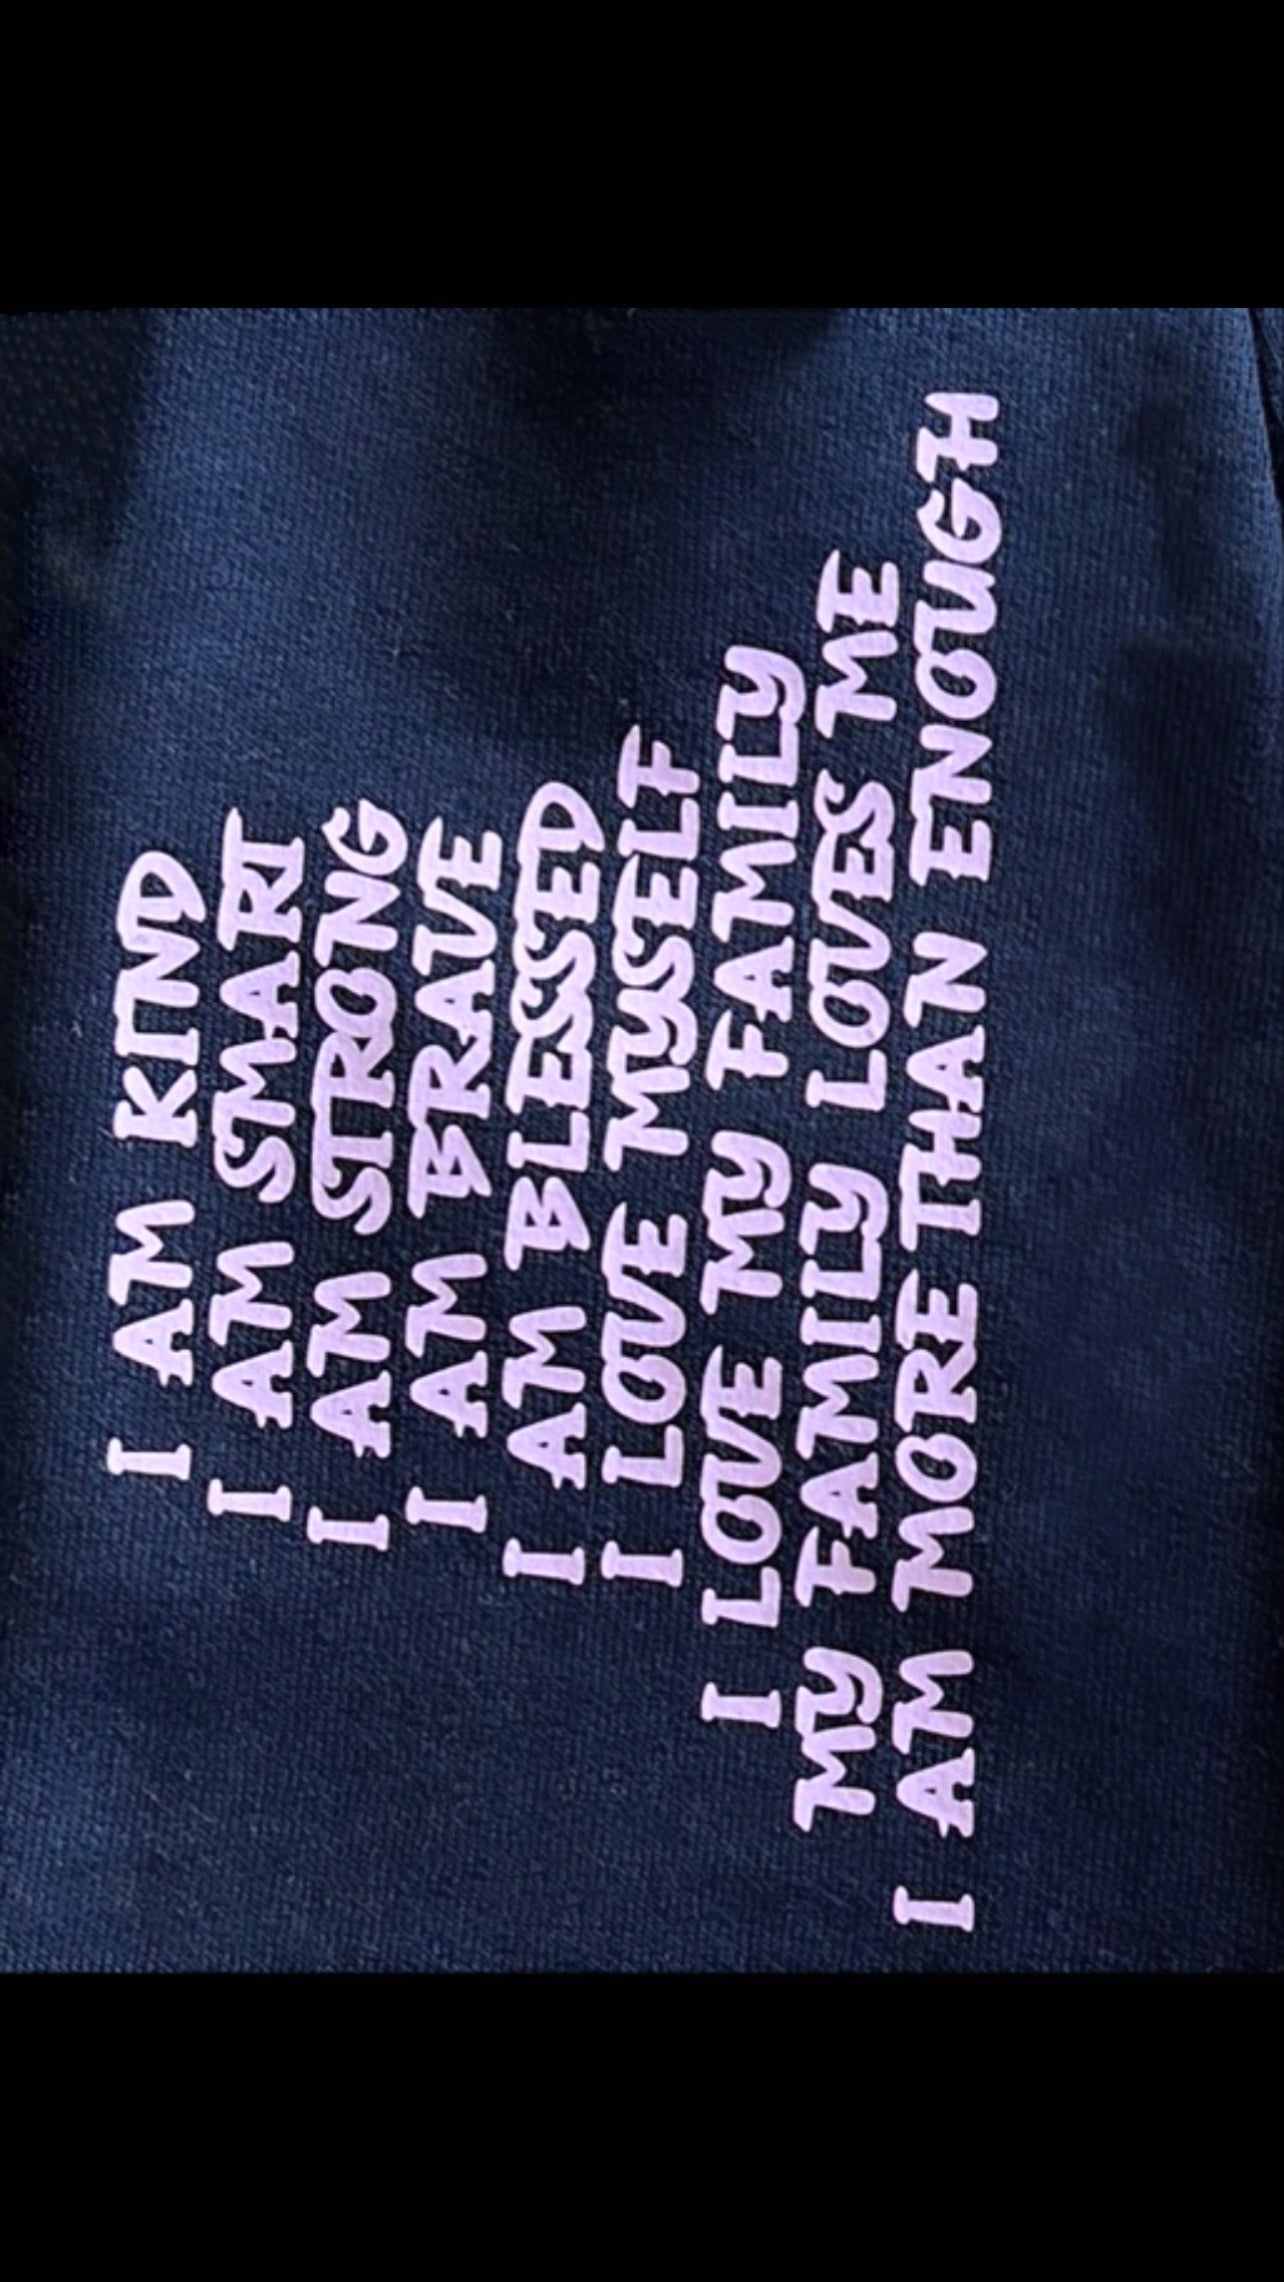 I AM KIND
I AM SMART
I AM STRONG
I AM BRAVE
I AM BLESSED
I LOVE MYSELF
I LOVE MY FAMILY
MY FAMILY LOVES ME
I AM MORE THAN ENOUGH